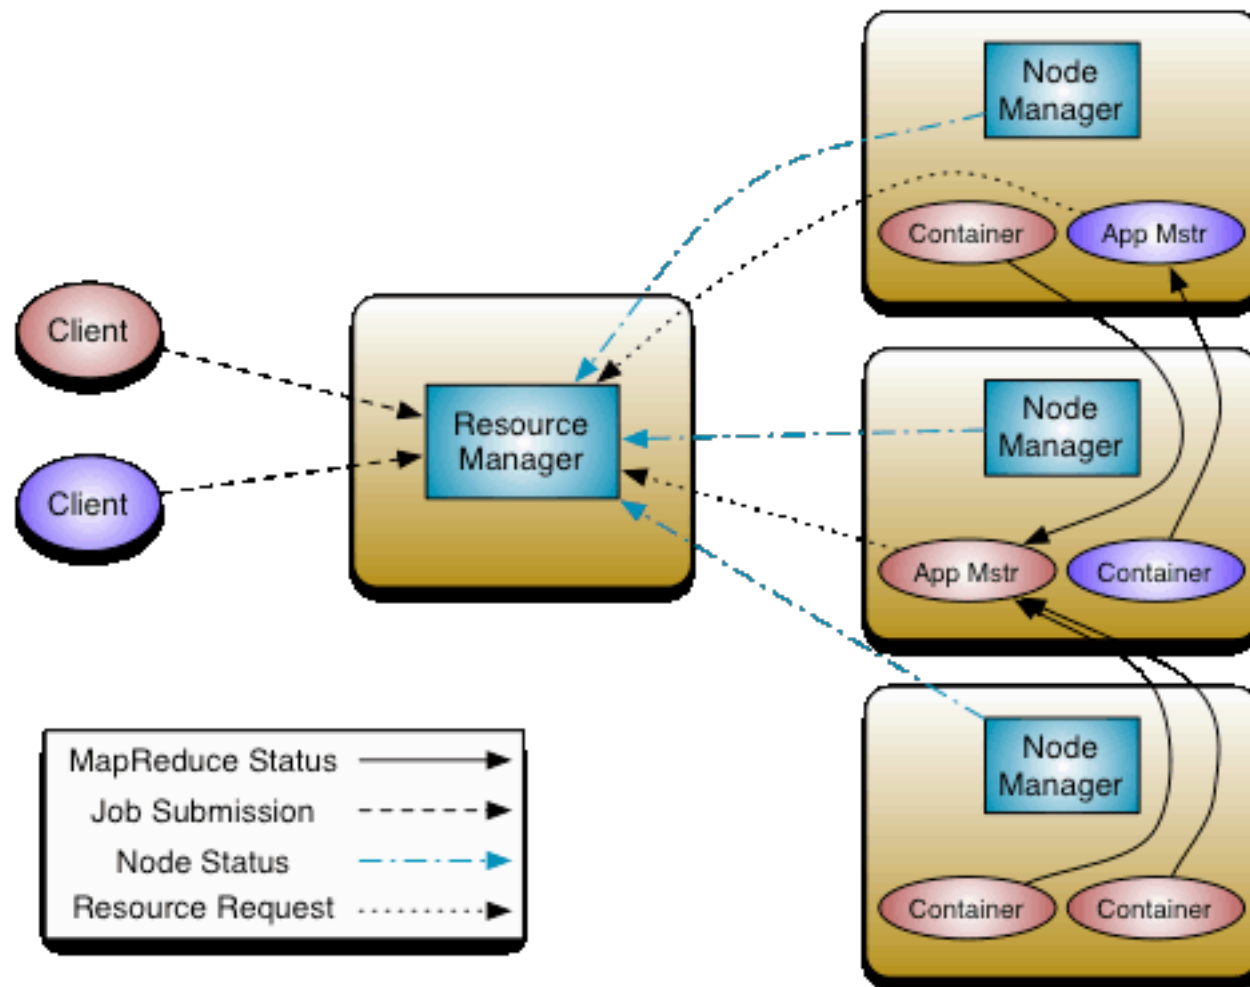 Client
Client
Resource
Manager
Node
Manager
Container
App Mstr
Node
Manager
App Mstr
Container
Node
Manager
Container
Container
MapReduce Status
Job Submission
Node Status
Resource Request